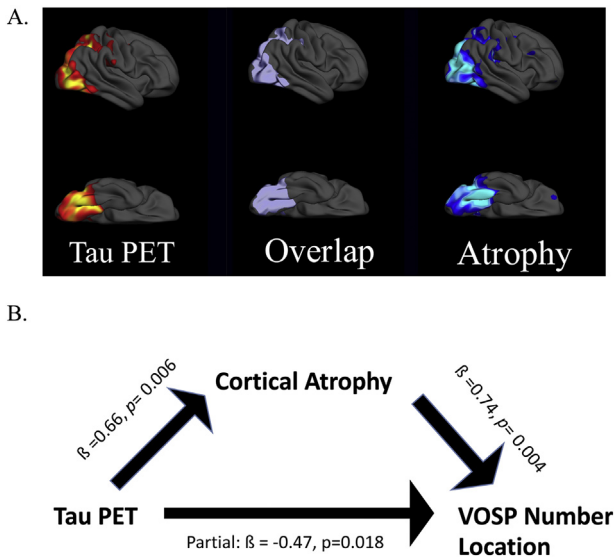 A.
Tau PET
Overlap
Atrophy
B.
ß =0.66, p= 0.006
Cortical Atrophy
ß =0.74, p= 0.004
Tau PET
Partial: ß = -0.47, p=0.018
VOSP Number
Location